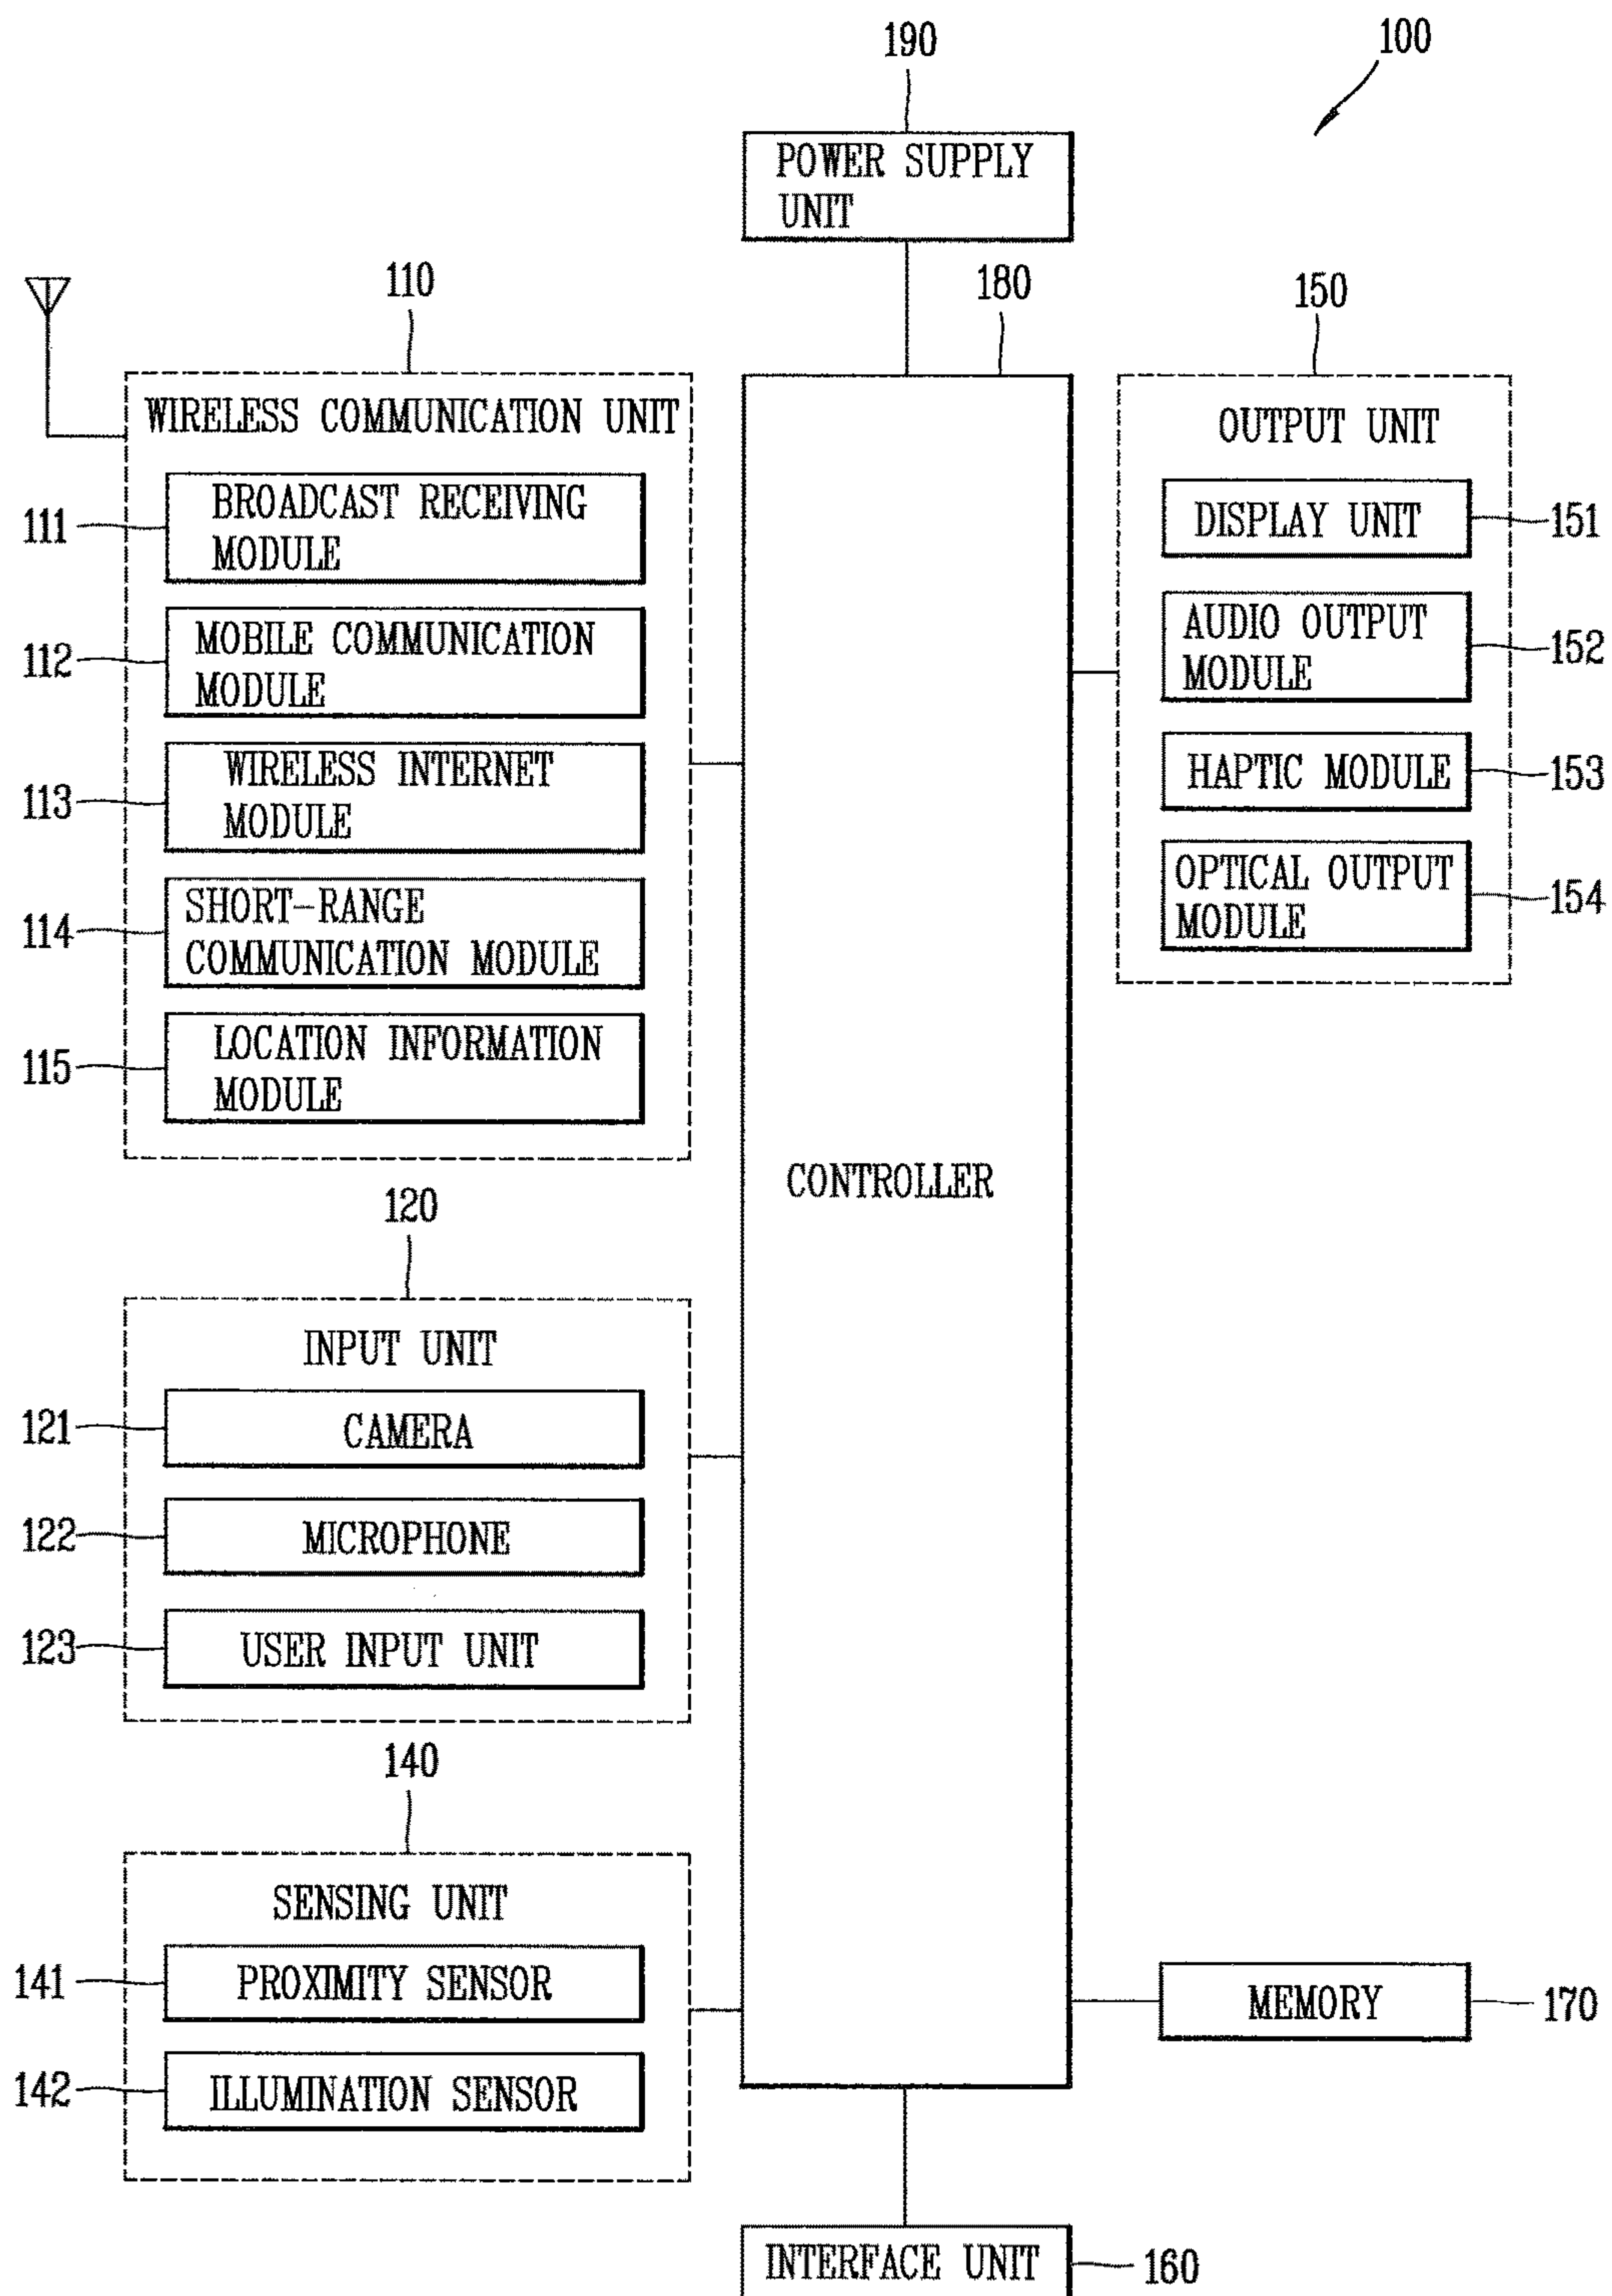 190
100
POWER SUPPLY
UNIT
110
180
150
WIRELESS COMMUNICATION UNIT
111
BROADCAST RECEIVING
MODULE
112
MOBILE COMMUNICATION
MODULE
113
WIRELESS INTERNET
MODULE
114
SHORT-RANGE
COMMUNICATION MODULE
115
LOCATION INFORMATION
MODULE
OUTPUT UNIT
DISPLAY UNIT
151
AUDIO OUTPUT
MODULE
152
HAPTIC MODULE
153
OPTICAL OUTPUT
MODULE
154
CONTROLLER
120
INPUT UNIT
121
CAMERA
122
MICROPHONE
123
USER INPUT UNIT
140
SENSING UNIT
141
PROXIMITY SENSOR
142
ILLUMINATION SENSOR
MEMORY
170
INTERFACE UNIT
160